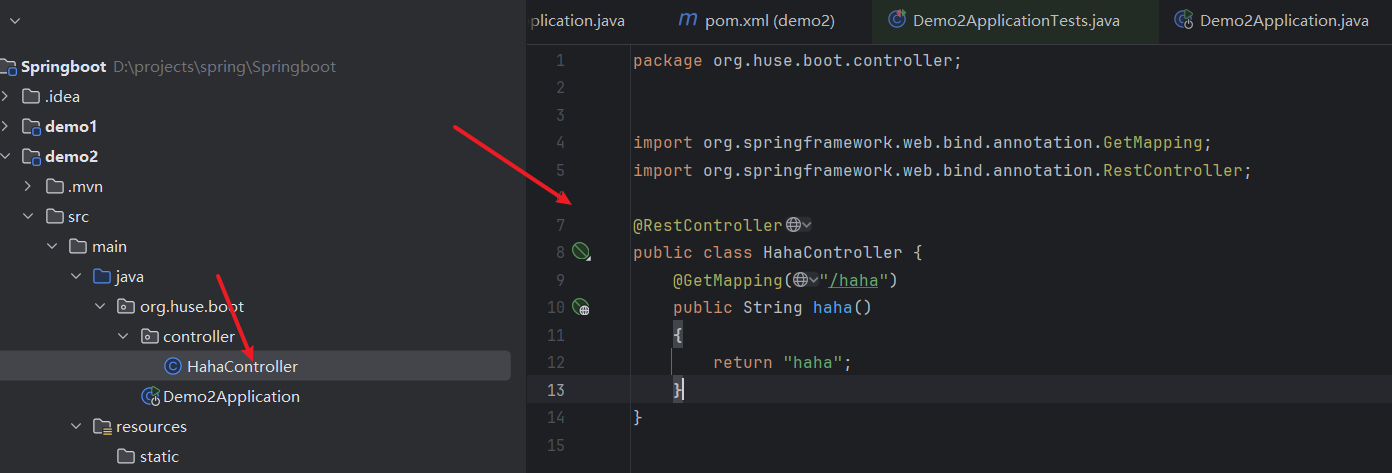 Springboot D:\projects\spring\Springboot
.idea
demo1
demo2
.mvn
src
main
java
org.huse.boot
controller
HahaController
Demo2Application
resources
static
plication.java
pom.xml (demo2)
Demo2ApplicationTests.java
Demo2Application.java
1 package org.huse.boot.controller;
2
3
4 import org.springframework.web.bind.annotation.GetMapping;
5 import org.springframework.web.bind.annotation.RestController;
7 @RestController
8 public class HahaController {
9 @GetMapping("/haha")
10 public String haha()
11 {
12 return "haha";
13 }
14 }
15